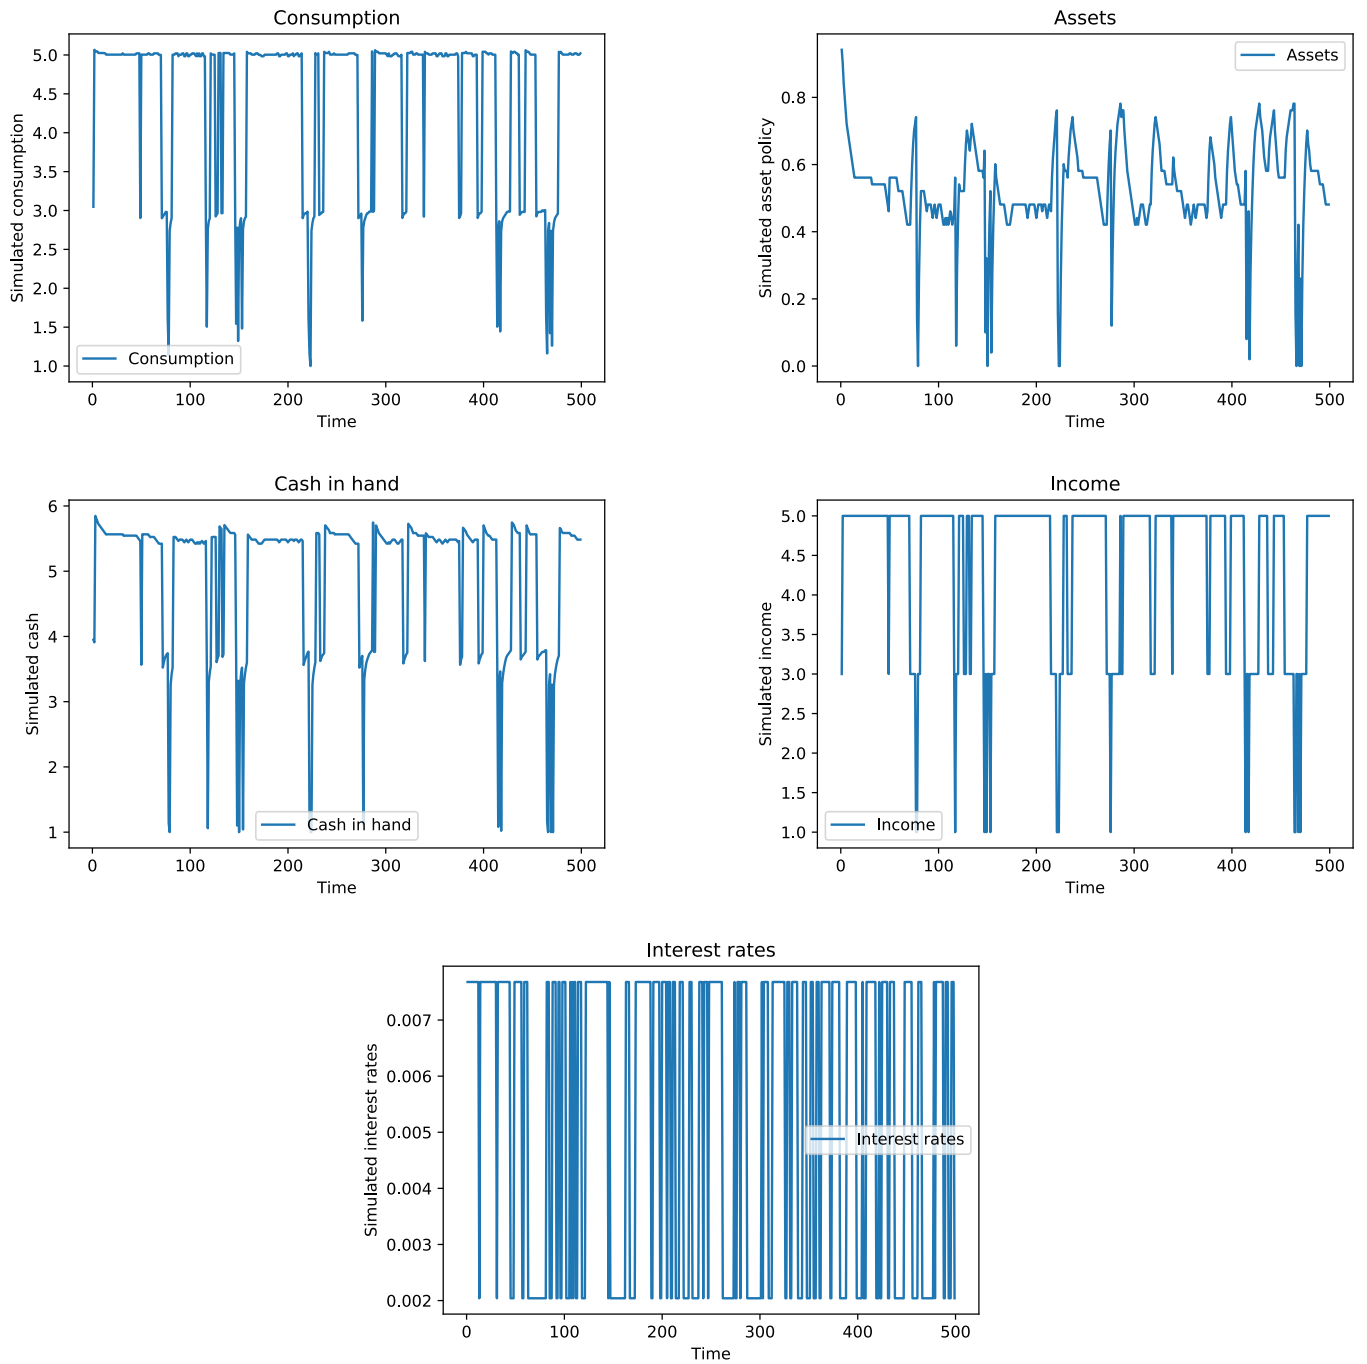 Consumption
Simulated consumption
5.0
4.5
4.0
3.5
3.0
2.5
2.0
1.5
1.0
Consumption
0 100 200 300 400 500
Time
Assets
Simulated asset policy
0.8
0.6
0.4
0.2
0.0
Assets
0 100 200 300 400 500
Time
Cash in hand
Simulated cash
6
5
4
3
2
1
Cash in hand
0 100 200 300 400 500
Time
Income
Simulated income
5.0
4.5
4.0
3.5
3.0
2.5
2.0
1.5
1.0
Income
0 100 200 300 400 500
Time
Interest rates
Simulated interest rates
0.007
0.006
0.005
0.004
0.003
0.002
Interest rates
0 100 200 300 400 500
Time